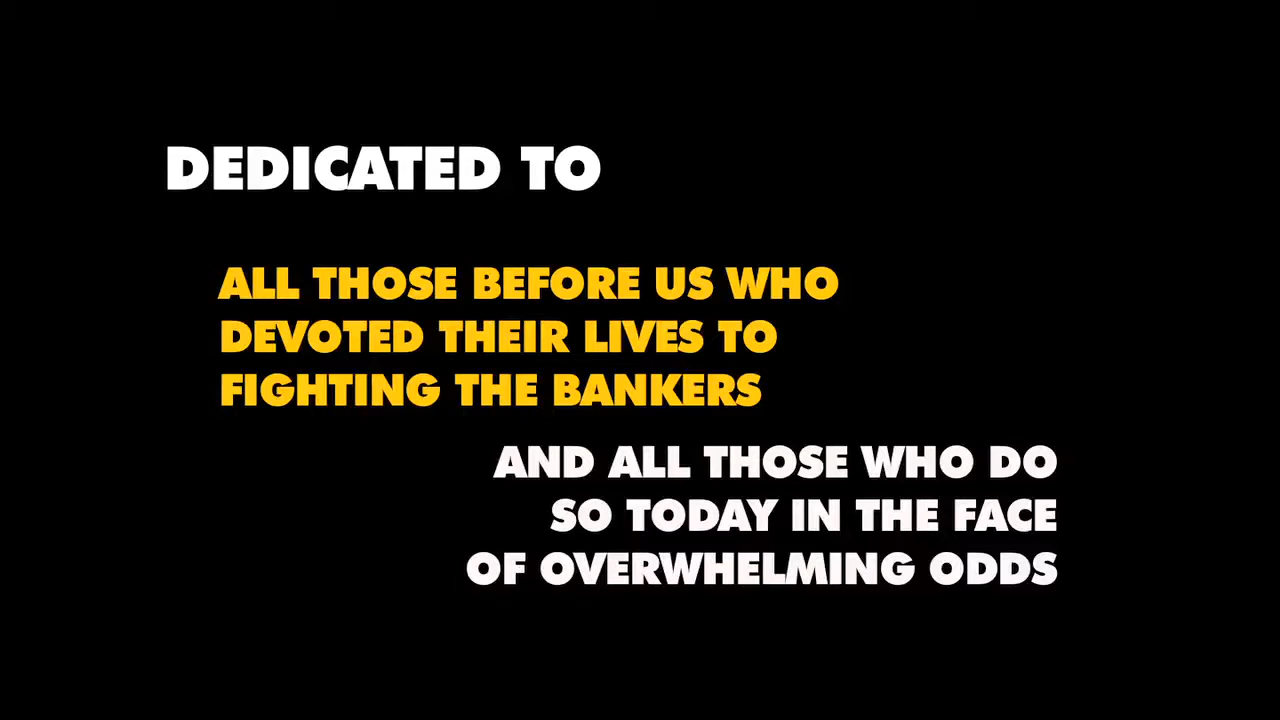 DEDICATED TO
ALL THOSE BEFORE US WHO
DEVOTED THEIR LIVES TO
FIGHTING THE BANKERS
AND ALL THOSE WHO DO
SO TODAY IN THE FACE
OF OVERWHELMING ODDS